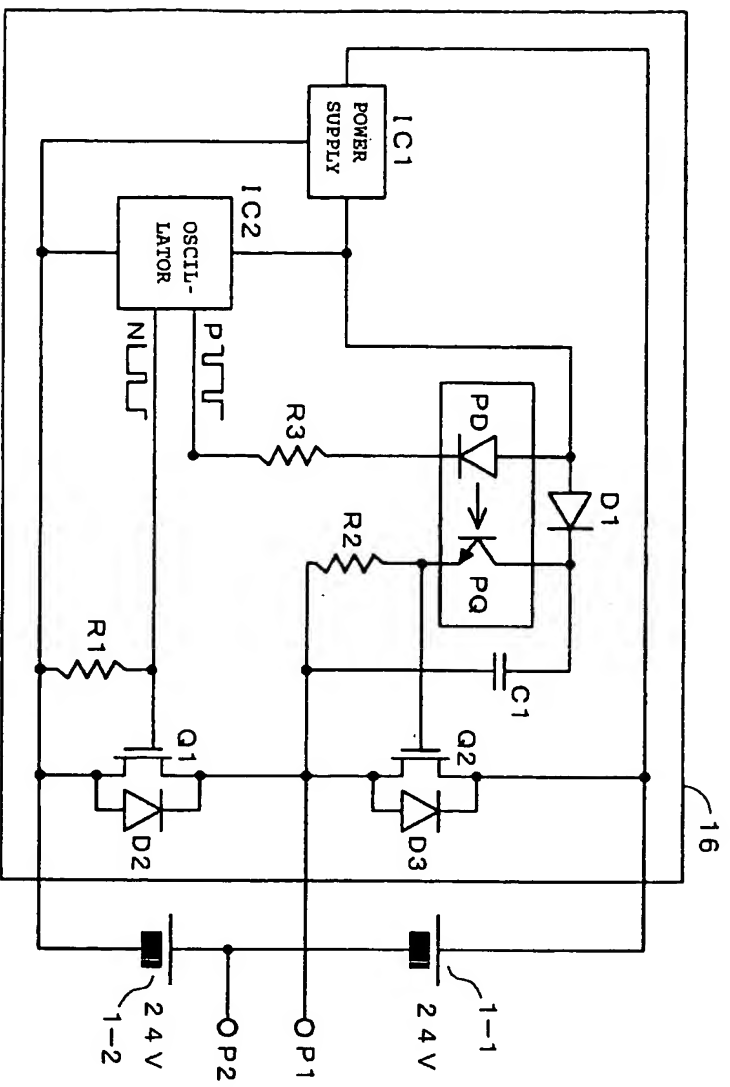 16
IC1
POWER
SUPPLY
IC2
OSCIL-
LATOR
P
N
R3
PD
PQ
D1
R2
C1
R1
Q1
D2
Q2
D3
1-1
24V
1-2
24V
P1
P2